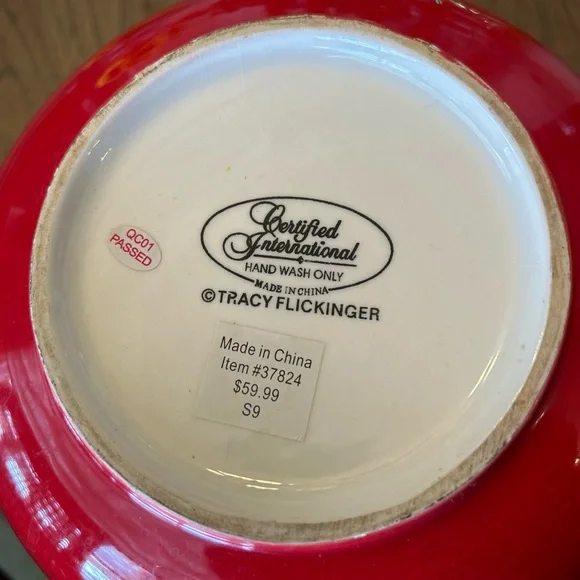 Certified
International
HAND WASH ONLY
MADE IN CHINA
©TRACY FLICKINGER
QC01
PASSED
Made in China
Item #37824
$59.99
S9